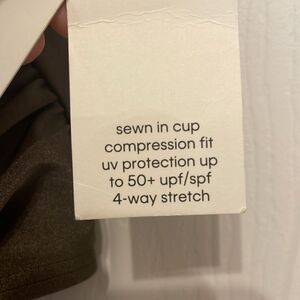 sewn in cup
compression fit
uv protection up
to 50+ upf/spf
4-way stretch